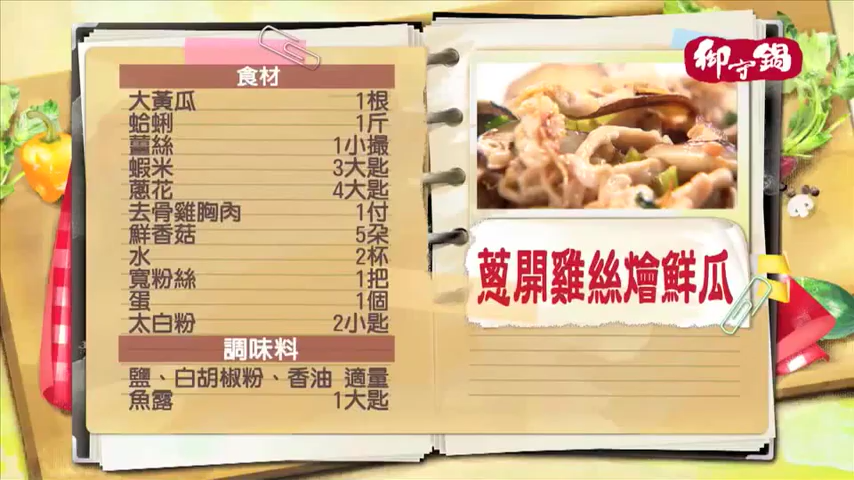 食材
大黃瓜 1根
蛤蜊 1斤
薑絲 1小撮
蝦米 3大匙
蔥花 4大匙
去骨雞胸肉 1付
鮮香菇 5朵
水 2杯
寬粉絲 1把
蛋 1個
太白粉 2小匙
調味料
鹽、白胡椒粉、香油 適量
魚露 1大匙
御守鍋
蔥開雞絲燴鮮瓜